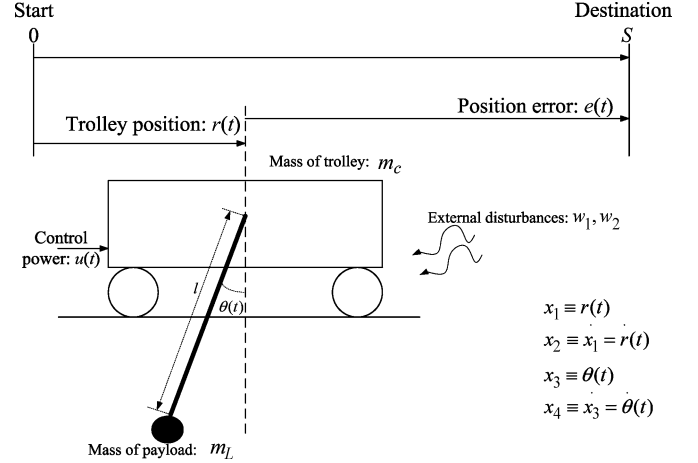 Start
Destination
0
S
Position error: e(t)
Trolley position: r(t)
Mass of trolley: m_c
External disturbances: w_1, w_2
Control
power: u(t)
l
θ(t)
x_1 ≡ r(t)
x_2 ≡ ẋ_1 = ṙ(t)
x_3 ≡ θ(t)
x_4 ≡ ẋ_3 = θ̇(t)
Mass of payload: m_L